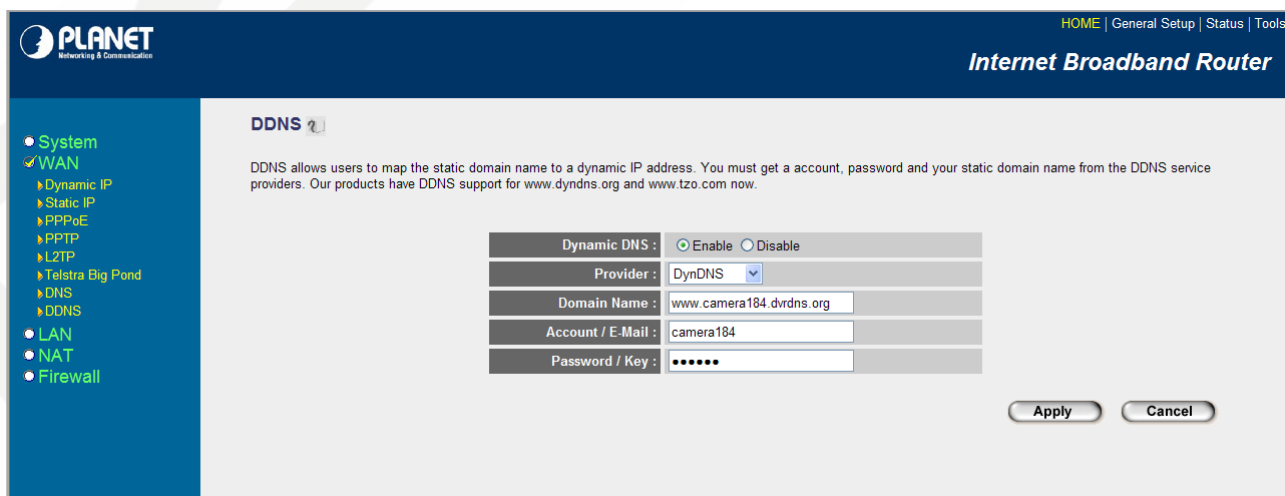 PLANET
Networking & Communication
HOME | General Setup | Status | Tools
Internet Broadband Router
System
WAN
Dynamic IP
Static IP
PPPoE
PPTP
L2TP
Telstra Big Pond
DNS
DDNS
LAN
NAT
Firewall
DDNS
DDNS allows users to map the static domain name to a dynamic IP address. You must get a account, password and your static domain name from the DDNS service
providers. Our products have DDNS support for www.dyndns.org and www.tzo.com now.
Dynamic DNS : Enable Disable
Provider : DynDNS
Domain Name : www.camera184.dvrdns.org
Account / E-Mail : camera184
Password / Key : ••••••
Apply Cancel